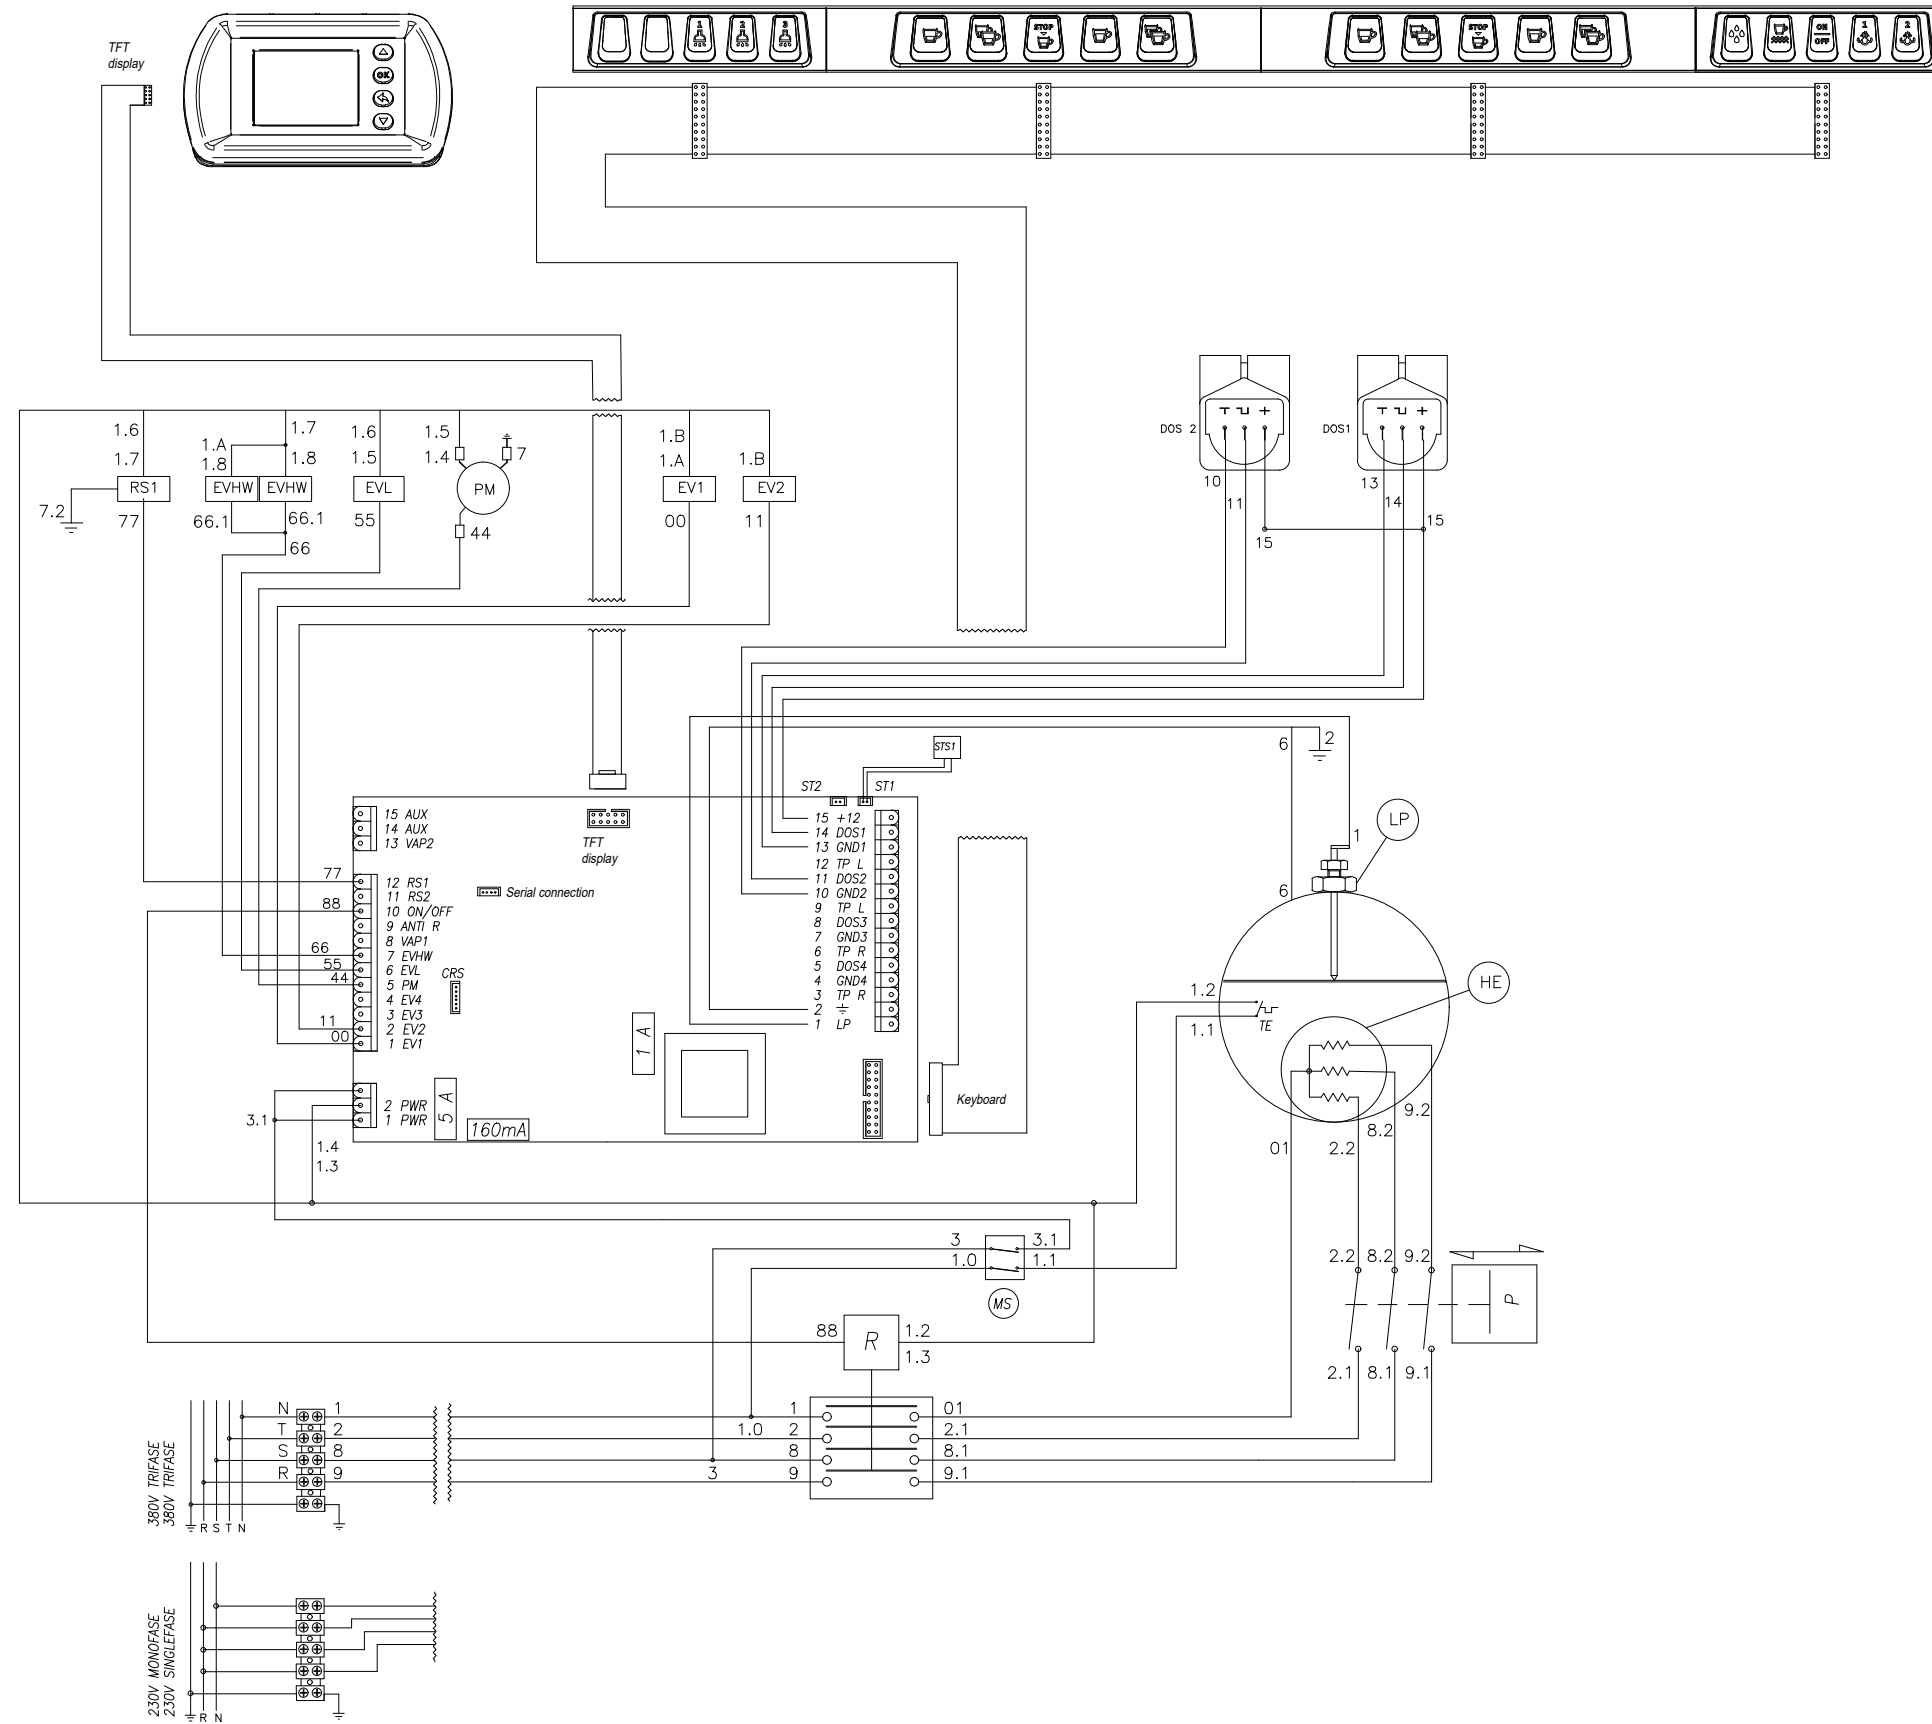 TFT
display
OK
1
2
3
STOP
STOP
ON
OFF
1
2
DOS 2
DOS1
10
11
15
13
14
15
1.6
1.7
RS1
77
7.2
1.A
1.8
EVHW
66.1
1.7
1.8
EVHW
66.1
66
1.6
1.5
EVL
55
1.5
1.4
7
PM
44
1.B
1.A
EV1
00
1.B
EV2
11
STS1
ST2
ST1
6
2
15 AUX
14 AUX
13 VAP2
TFT
display
Serial connection
77
12 RS1
11 RS2
88
10 ON/OFF
9 ANTI R
8 VAP1
66
7 EVHW
55
6 EVL
44
5 PM
4 EV4
3 EV3
11
2 EV2
00
1 EV1
CRS
2 PWR
1 PWR
3.1
1.4
1.3
5 A
160mA
1 A
15 +12
14 DOS1
13 GND1
12 TP L
11 DOS2
10 GND2
9 TP L
8 DOS3
7 GND3
6 TP R
5 DOS4
4 GND4
3 TP R
2
1 LP
Keyboard
1
LP
6
HE
1.2
1.1
TE
01
2.2
8.2
9.2
3
3.1
1.0
1.1
MS
2.2
8.2
9.2
P
2.1
8.1
9.1
88
R
1.2
1.3
380V TRIFASE
380V TRIFASE
N
1
T
2
S
8
R
9
1
1.0
2
8
3
9
01
2.1
8.1
9.1
R S T N
230V MONOFASE
230V SINGLEFASE
R N